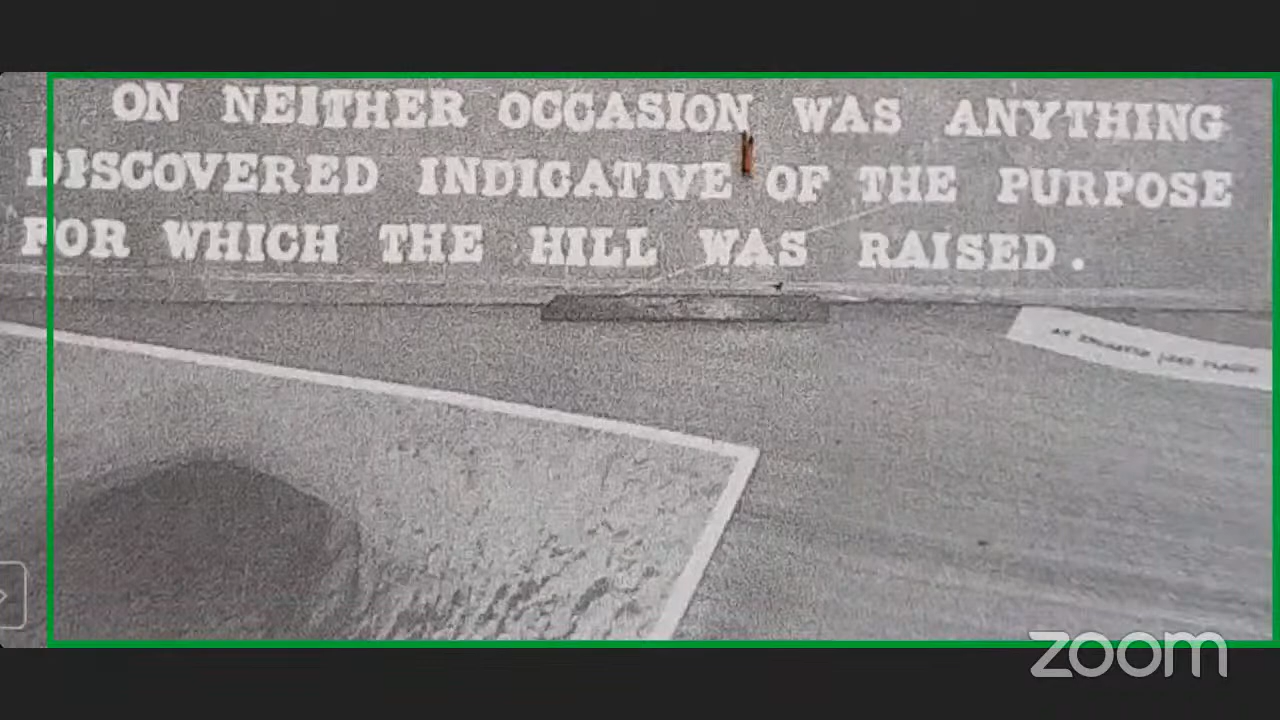 ON NEITHER OCCASION WAS ANYTHING
DISCOVERED INDICATIVE OF THE PURPOSE
FOR WHICH THE HILL WAS RAISED.
zoom